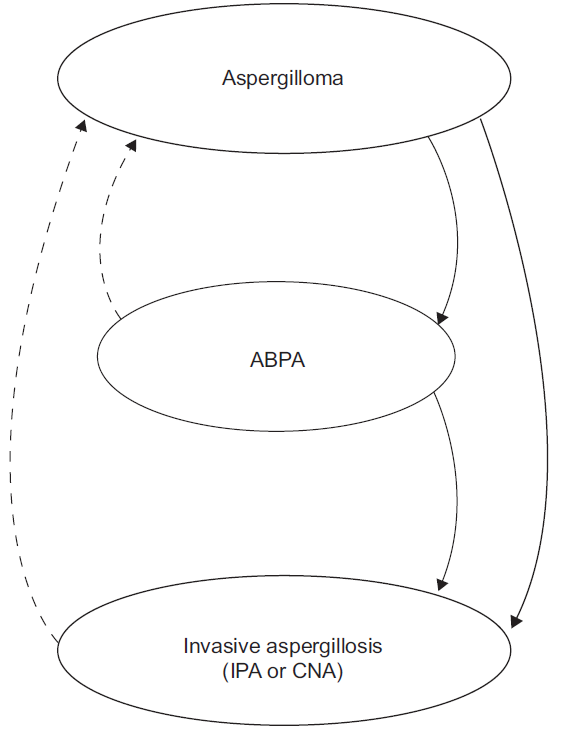 Aspergilloma
ABPA
Invasive aspergillosis
(IPA or CNA)